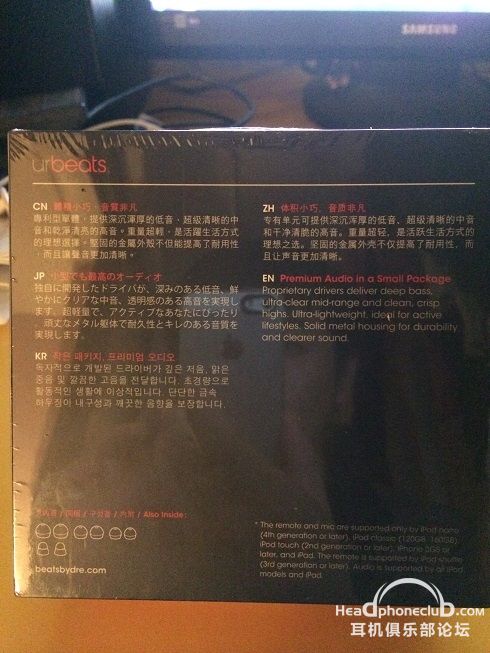 SAMSUNG
urbeats.
CN 體積小巧，音質非凡
專利型單體，提供深沉渾厚的低音、超級清晰的中
音和乾淨清亮的高音。重量超輕，是活躍生活方式
的理想選擇。堅固的金屬外殼不但能提高了耐用性
，而且讓聲音更加清晰。
JP 小型でも最高のオーディオ
独自に開発したドライバが、深みのある低音、鮮
やかにクリアな中音、透明感のある高音を実現し
ます。超軽量で、アクティブなあなたにぴったり
。頑丈なメタル躯体で耐久性とキレのある音質を
実現します。
KR 작은 패키지, 프리미엄 오디오
독자적으로 개발된 드라이버가 깊은 저음, 맑은
중음 및 깔끔한 고음을 전달합니다. 초경량으로
활동적인 생활에 이상적입니다. 단단한 금속
하우징이 내구성과 깨끗한 음향을 보장합니다.
ZH 体积小巧，音质非凡
专有单元可提供深沉浑厚的低音、超级清晰的中音
和干净清脆的高音。重量超轻，是活跃生活方式的
理想之选。坚固的金属外壳不仅提高了耐用性，而
且让声音更加清晰。
EN Premium Audio in a Small Package
Proprietary drivers deliver deep bass,
ultra-clear mid-range and clean, crisp
highs. Ultra-lightweight, ideal for active
lifestyles. Solid metal housing for durability
and clearer sound.
/ 同梱 / 구성품 / 内附 / Also Inside:
beatsbydre.com
* The remote and mic are supported only by iPod nano
(4th generation or later), iPod classic (120GB, 160GB),
iPod touch (2nd generation or later), iPhone 3GS or
later, and iPad. The remote is supported by iPod shuffle
(3rd generation or later). Audio is supported by all iPod
models and iPad.
HeadphonecluB.com
耳机俱乐部论坛